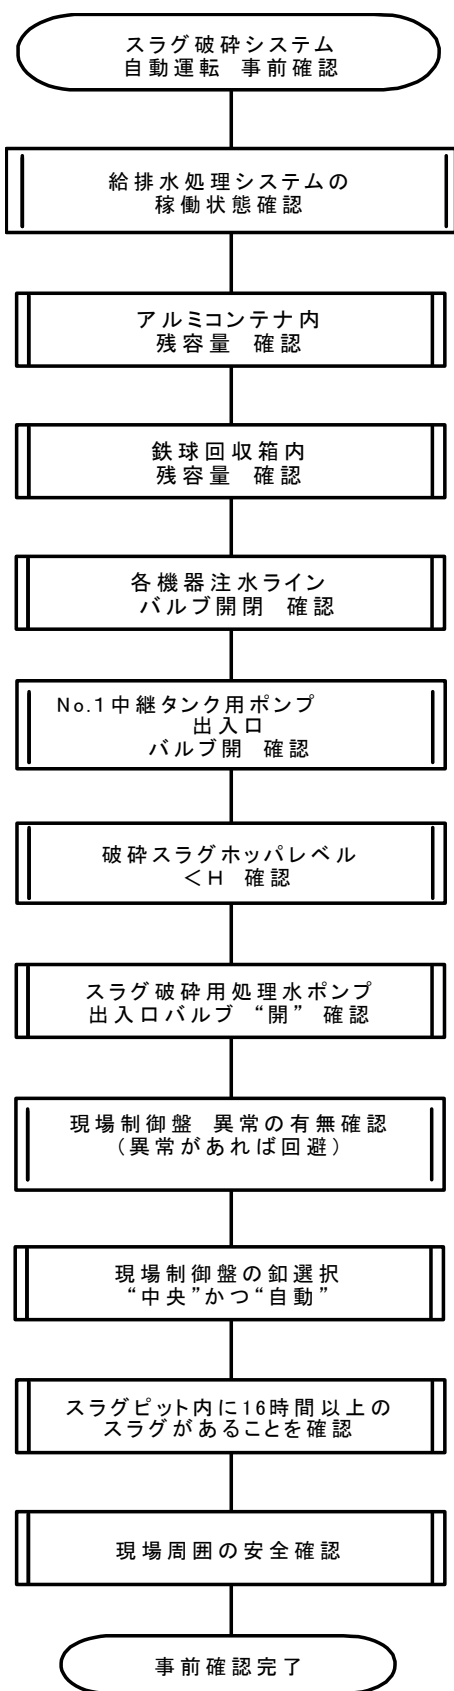 スラグ破砕システム
自動運転 事前確認
給排水処理システムの
稼働状態確認
アルミコンテナ内
残容量 確認
鉄球回収箱内
残容量 確認
各機器注水ライン
バルブ開閉 確認
No.1中継タンク用ポンプ
出入口
バルブ開 確認
破砕スラグホッパレベル
<H 確認
スラグ破砕用処理水ポンプ
出入口バルブ “開” 確認
現場制御盤 異常の有無確認
(異常があれば回避)
現場制御盤の釦選択
“中央”かつ“自動”
スラグピット内に16時間以上の
スラグがあることを確認
現場周囲の安全確認
事前確認完了